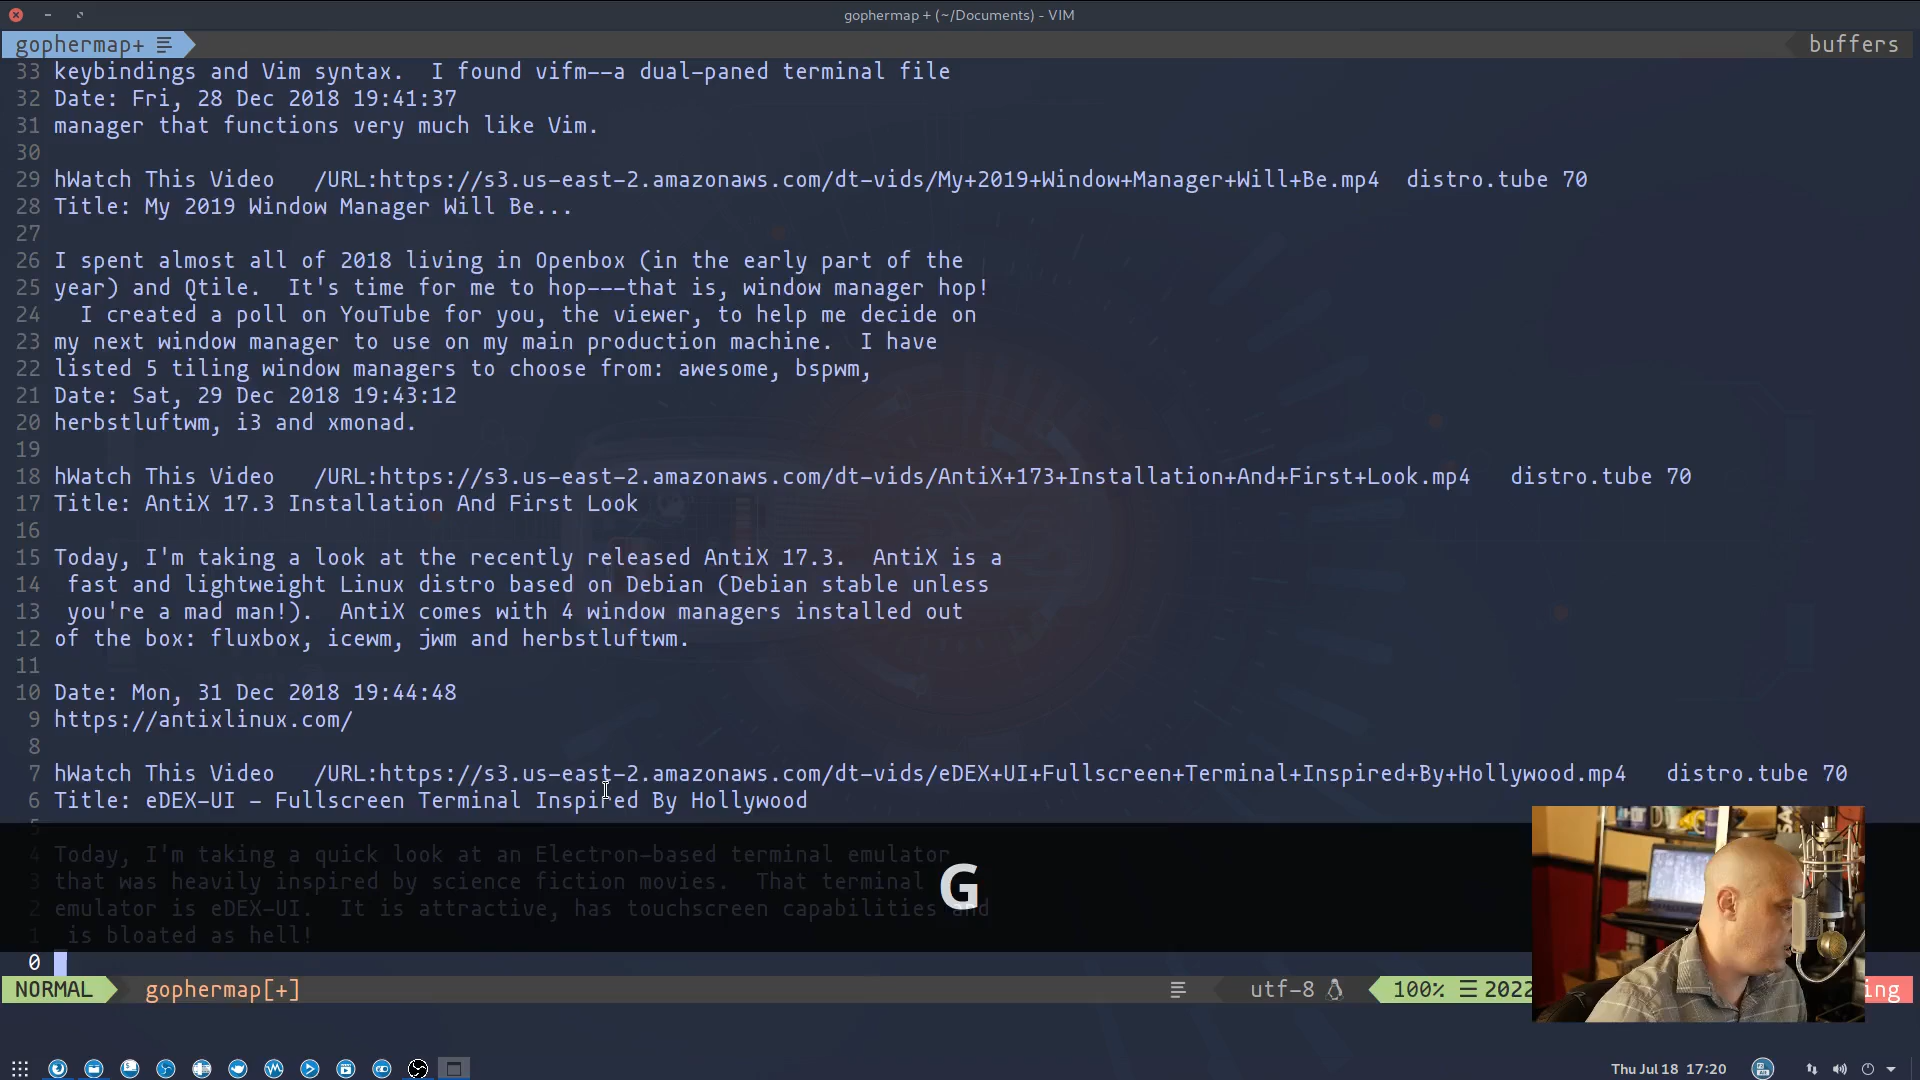 gophermap + (~/Documents) - VIM
gophermap+ buffers
33 keybindings and Vim syntax.  I found vifm--a dual-paned terminal file
32 Date: Fri, 28 Dec 2018 19:41:37
31 manager that functions very much like Vim.
30
29 hWatch This Video   /URL:https://s3.us-east-2.amazonaws.com/dt-vids/My+2019+Window+Manager+Will+Be.mp4  distro.tube 70
28 Title: My 2019 Window Manager Will Be...
27
26 I spent almost all of 2018 living in Openbox (in the early part of the
25 year) and Qtile.  It's time for me to hop---that is, window manager hop!
24   I created a poll on YouTube for you, the viewer, to help me decide on
23 my next window manager to use on my main production machine.  I have
22 listed 5 tiling window managers to choose from: awesome, bspwm,
21 Date: Sat, 29 Dec 2018 19:43:12
20 herbstluftwm, i3 and xmonad.
19
18 hWatch This Video   /URL:https://s3.us-east-2.amazonaws.com/dt-vids/AntiX+173+Installation+And+First+Look.mp4   distro.tube 70
17 Title: AntiX 17.3 Installation And First Look
16
15 Today, I'm taking a look at the recently released AntiX 17.3.  AntiX is a
14  fast and lightweight Linux distro based on Debian (Debian stable unless
13  you're a mad man!).  AntiX comes with 4 window managers installed out
12 of the box: fluxbox, icewm, jwm and herbstluftwm.
11
10 Date: Mon, 31 Dec 2018 19:44:48
9 https://antixlinux.com/
8
7 hWatch This Video   /URL:https://s3.us-east-2.amazonaws.com/dt-vids/eDEX+UI+Fullscreen+Terminal+Inspired+By+Hollywood.mp4   distro.tube 70
6 Title: eDEX-UI - Fullscreen Terminal Inspired By Hollywood
5
4 Today, I'm taking a quick look at an Electron-based terminal emulator
3 that was heavily inspired by science fiction movies.  That terminal
G
2 emulator is eDEX-UI.  It is attractive, has touchscreen capabilities and
1  is bloated as hell!
0
NORMAL gophermap[+] utf-8 100% 2022 ing
Thu Jul 18 17:20